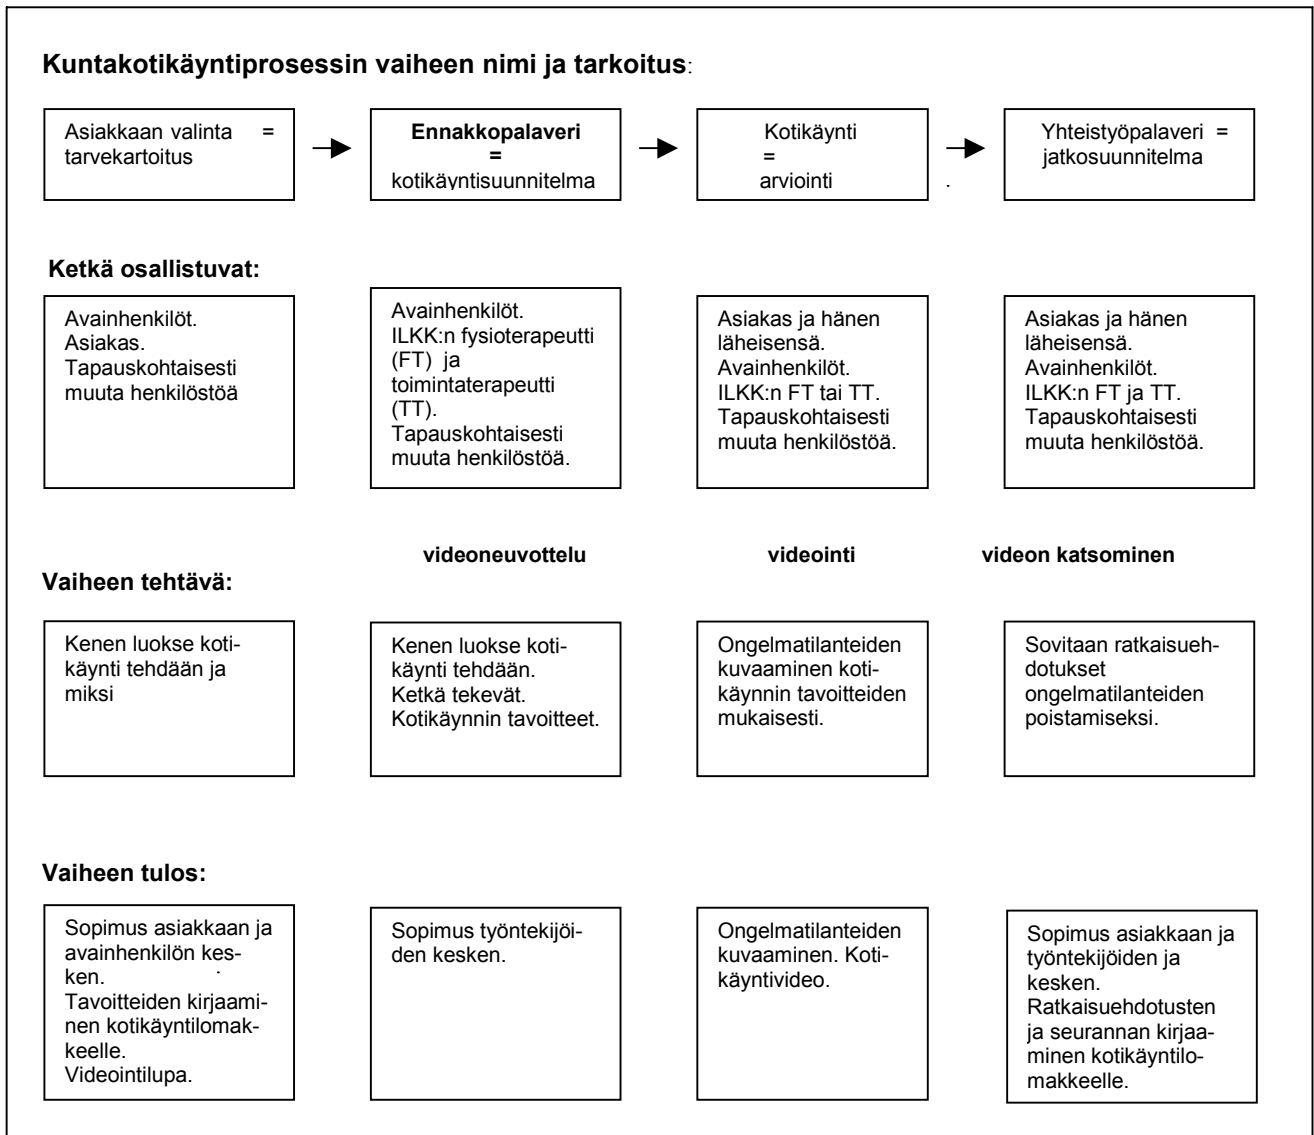 Kuntakotikäyntiprosessin vaiheen nimi ja tarkoitus:
Asiakkaan valinta =
tarvekartoitus
Ennakkopalaveri
=
kotikäyntisuunnitelma
Kotikäynti
=
arviointi
.
Yhteistyöpalaveri =
jatkosuunnitelma
Ketkä osallistuvat:
Avainhenkilöt.
Asiakas.
Tapauskohtaisesti
muuta henkilöstöä
Avainhenkilöt.
ILKK:n fysioterapeutti
(FT) ja
toimintaterapeutti
(TT).
Tapauskohtaisesti
muuta henkilöstöä.
Asiakas ja hänen
läheisensä.
Avainhenkilöt.
ILKK:n FT tai TT.
Tapauskohtaisesti
muuta henkilöstöä.
Asiakas ja hänen
läheisensä.
Avainhenkilöt.
ILKK:n FT ja TT.
Tapauskohtaisesti
muuta henkilöstöä.
videoneuvottelu
videointi
videon katsominen
Vaiheen tehtävä:
Kenen luokse koti-
käynti tehdään ja
miksi
Kenen luokse koti-
käynti tehdään.
Ketkä tekevät.
Kotikäynnin tavoitteet.
Ongelmatilanteiden
kuvaaminen koti-
käynnin tavoitteiden
mukaisesti.
Sovitaan ratkaisueh-
dotukset
ongelmatilanteiden
poistamiseksi.
Vaiheen tulos:
Sopimus asiakkaan ja
avainhenkilön kes-
ken.
Tavoitteiden kirjaami-
nen kotikäyntilomak-
keelle.
Videointilupa.
Sopimus työntekijöi-
den kesken.
Ongelmatilanteiden
kuvaaminen. Koti-
käyntivideo.
Sopimus asiakkaan ja
työntekijöiden ja
kesken.
Ratkaisuehdotusten
ja seurannan kirjaa-
minen kotikäyntilo-
makkeelle.